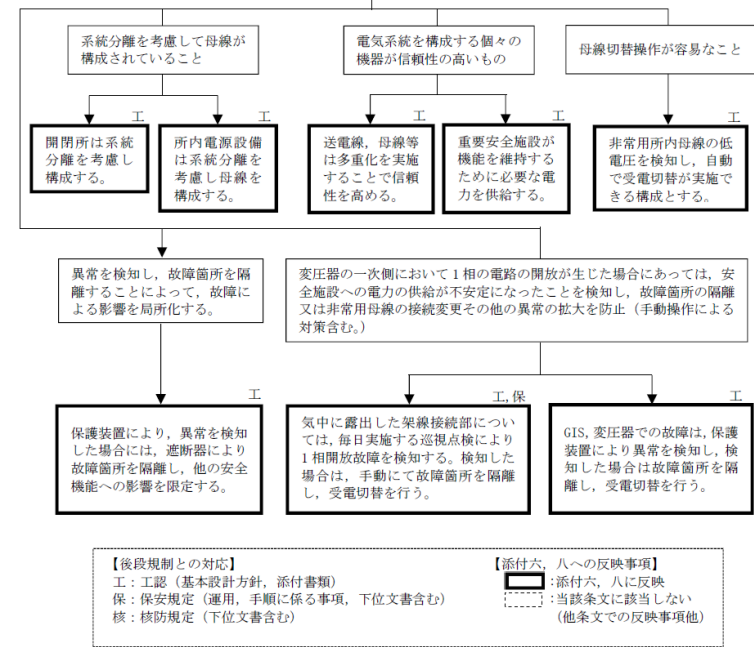 系統分離を考慮して母線が
構成されていること
電気系統を構成する個々の
機器が信頼性の高いもの
母線切替操作が容易なこと
工
開閉所は系統
分離を考慮し
構成する。
工
所内電源設備
は系統分離を
考慮し母線を
構成する。
工
送電線，母線等
は多重化を実施
することで信頼
性を高める。
工
重要安全施設が
機能を維持する
ために必要な電
力を供給する。
工
非常用所内母線の低
電圧を検知し，自動
で受電切替が実施で
きる構成とする。
異常を検知し，故障箇所を隔
離することによって，故障に
よる影響を局所化する。
変圧器の一次側において１相の電路の開放が生じた場合にあっては，安
全施設への電力の供給が不安定になったことを検知し，故障箇所の隔離
又は非常用母線の接続変更その他の異常の拡大を防止（手動操作による
対策含む。）
工
保護装置により，異常を検知
した場合には，遮断器により
故障箇所を隔離し，他の安全
機能への影響を限定する。
工,保
気中に露出した架線接続部につい
ては，毎日実施する巡視点検により
１相開放故障を検知する。検知した
場合は，手動にて故障箇所を隔離
し，受電切替を行う。
工
GIS，変圧器での故障は，保護
装置により異常を検知し，検
知した場合は故障箇所を隔
離し，受電切替を行う。
【後段規制との対応】
工：工認（基本設計方針，添付書類）
保：保安規定（運用，手順に係る事項，下位文書含む）
核：核防規定（下位文書含む）
【添付六，八への反映事項】
：添付六，八に反映
：当該条文に該当しない
（他条文での反映事項他）